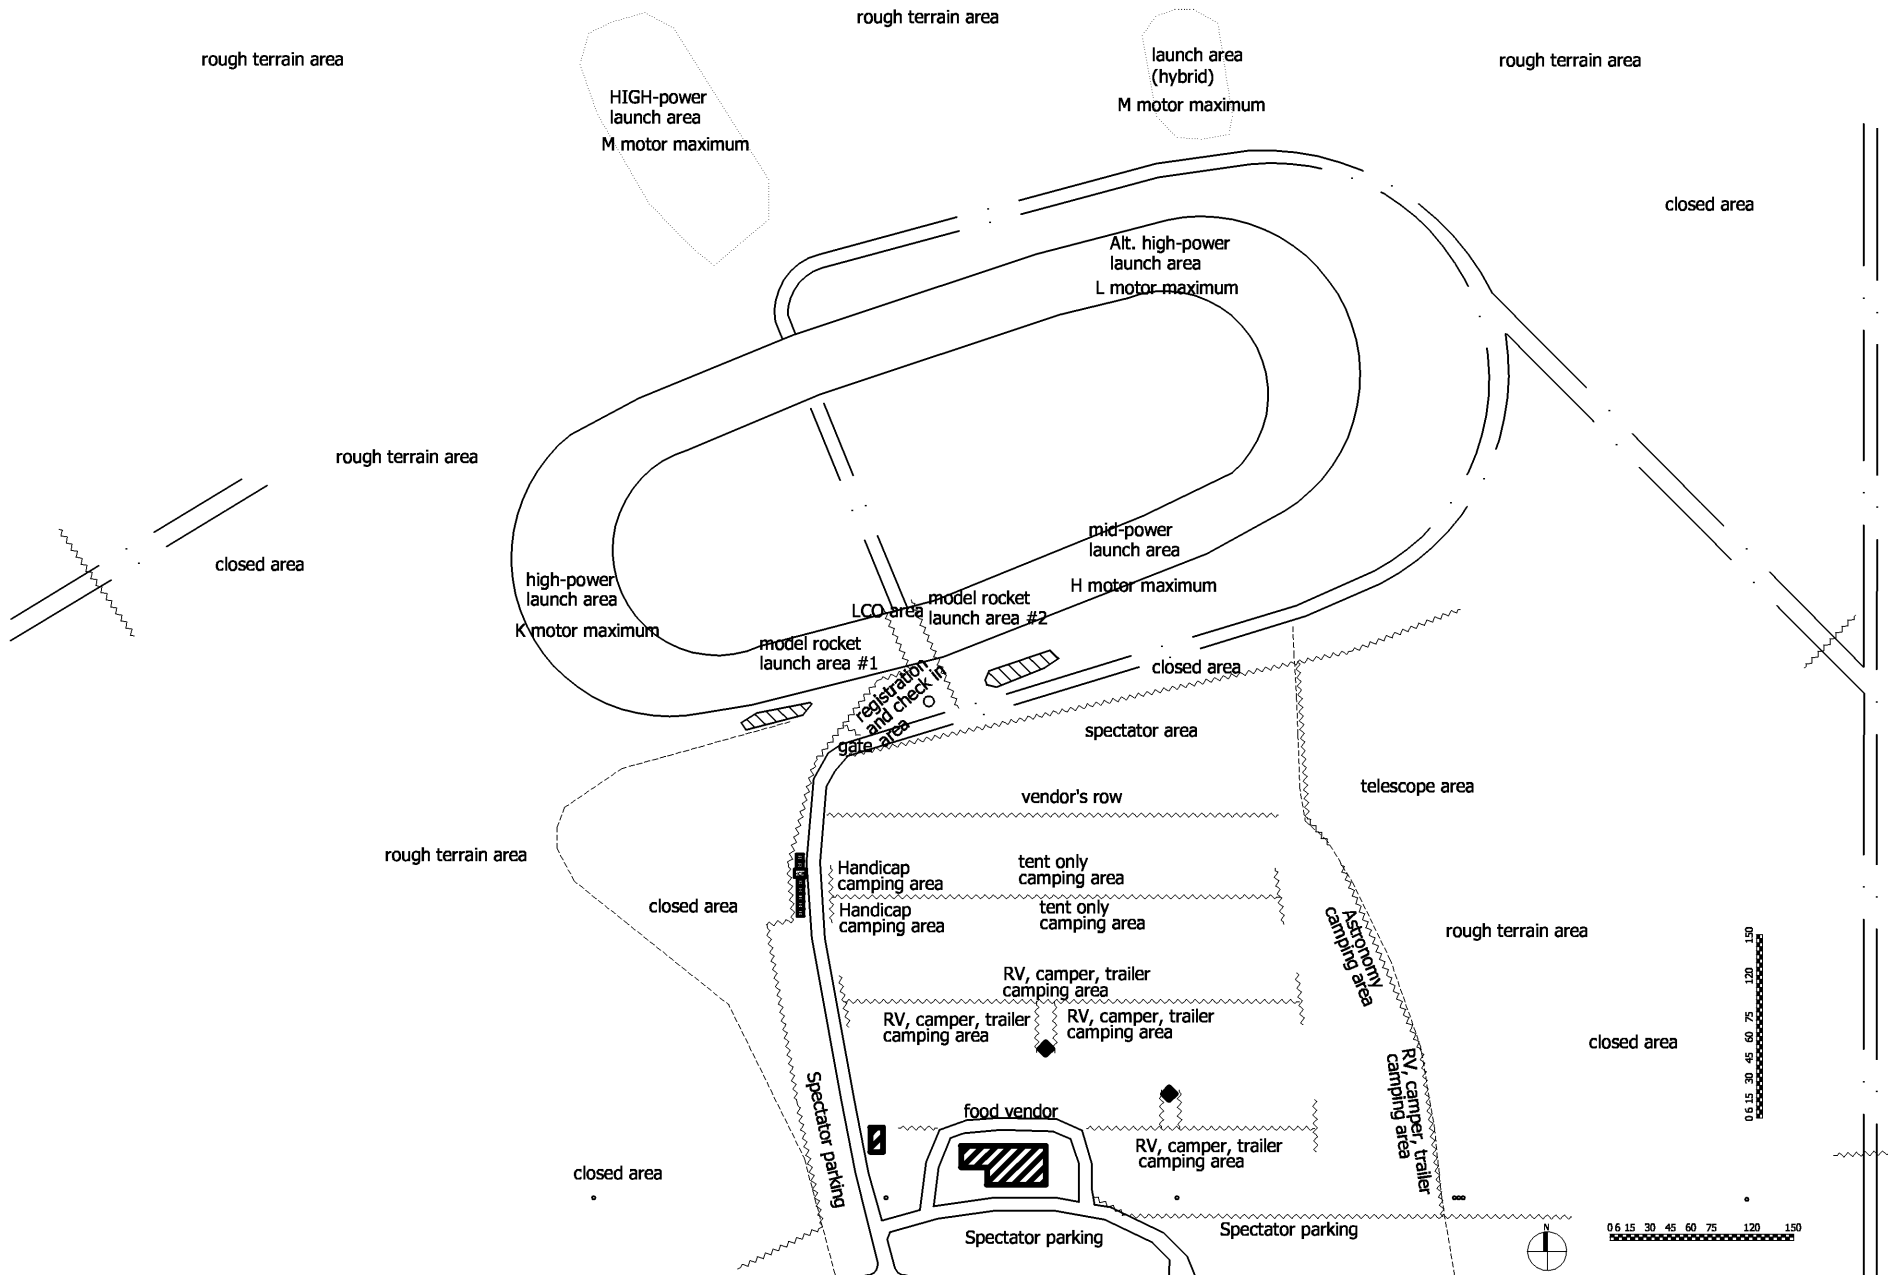 rough terrain area
rough terrain area
launch area
(hybrid)
M motor maximum
rough terrain area
HIGH-power
launch area
M motor maximum
closed area
Alt. high-power
launch area
L motor maximum
rough terrain area
closed area
mid-power
launch area
H motor maximum
high-power
launch area
K motor maximum
LCO area
model rocket
launch area #2
model rocket
launch area #1
registration
and check in
area
gate
closed area
spectator area
telescope area
vendor's row
rough terrain area
Handicap
camping area
tent only
camping area
closed area
Handicap
camping area
tent only
camping area
Astronomy
camping area
rough terrain area
RV, camper, trailer
camping area
RV, camper, trailer
camping area
RV, camper, trailer
camping area
closed area
RV, camper, trailer
camping area
Spectator parking
food vendor
RV, camper, trailer
camping area
closed area
Spectator parking
Spectator parking
N
0 6 15 30 45 60 75 120 150
0 6 15 30 45 60 75 120 150